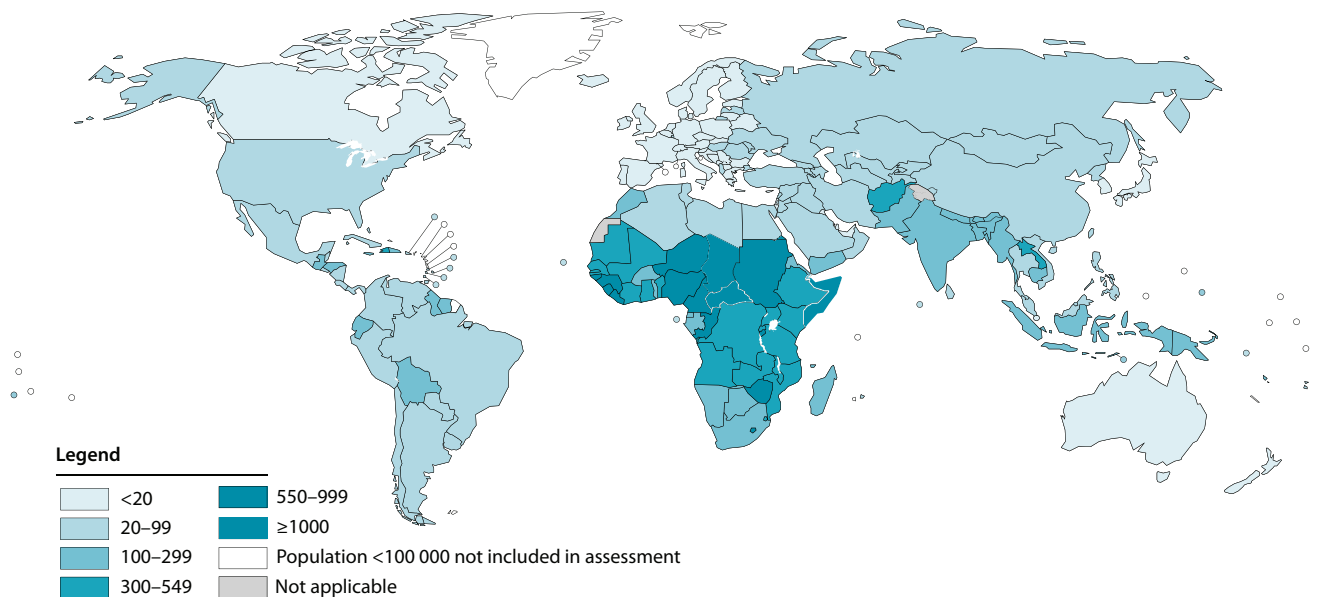 Legend
<20
20–99
100–299
300–549
550–999
≥1000
Population <100 000 not included in assessment
Not applicable